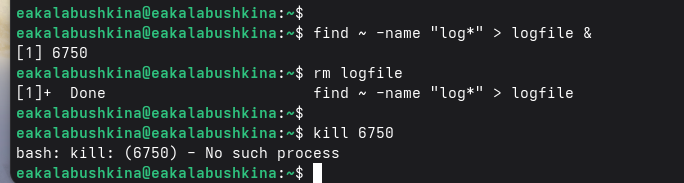 eakalabushkina@eakalabushkina:~$
eakalabushkina@eakalabushkina:~$ find ~ -name "log*" > logfile &
[1] 6750
eakalabushkina@eakalabushkina:~$ rm logfile
[1]+  Done                    find ~ -name "log*" > logfile
eakalabushkina@eakalabushkina:~$
eakalabushkina@eakalabushkina:~$ kill 6750
bash: kill: (6750) - No such process
eakalabushkina@eakalabushkina:~$